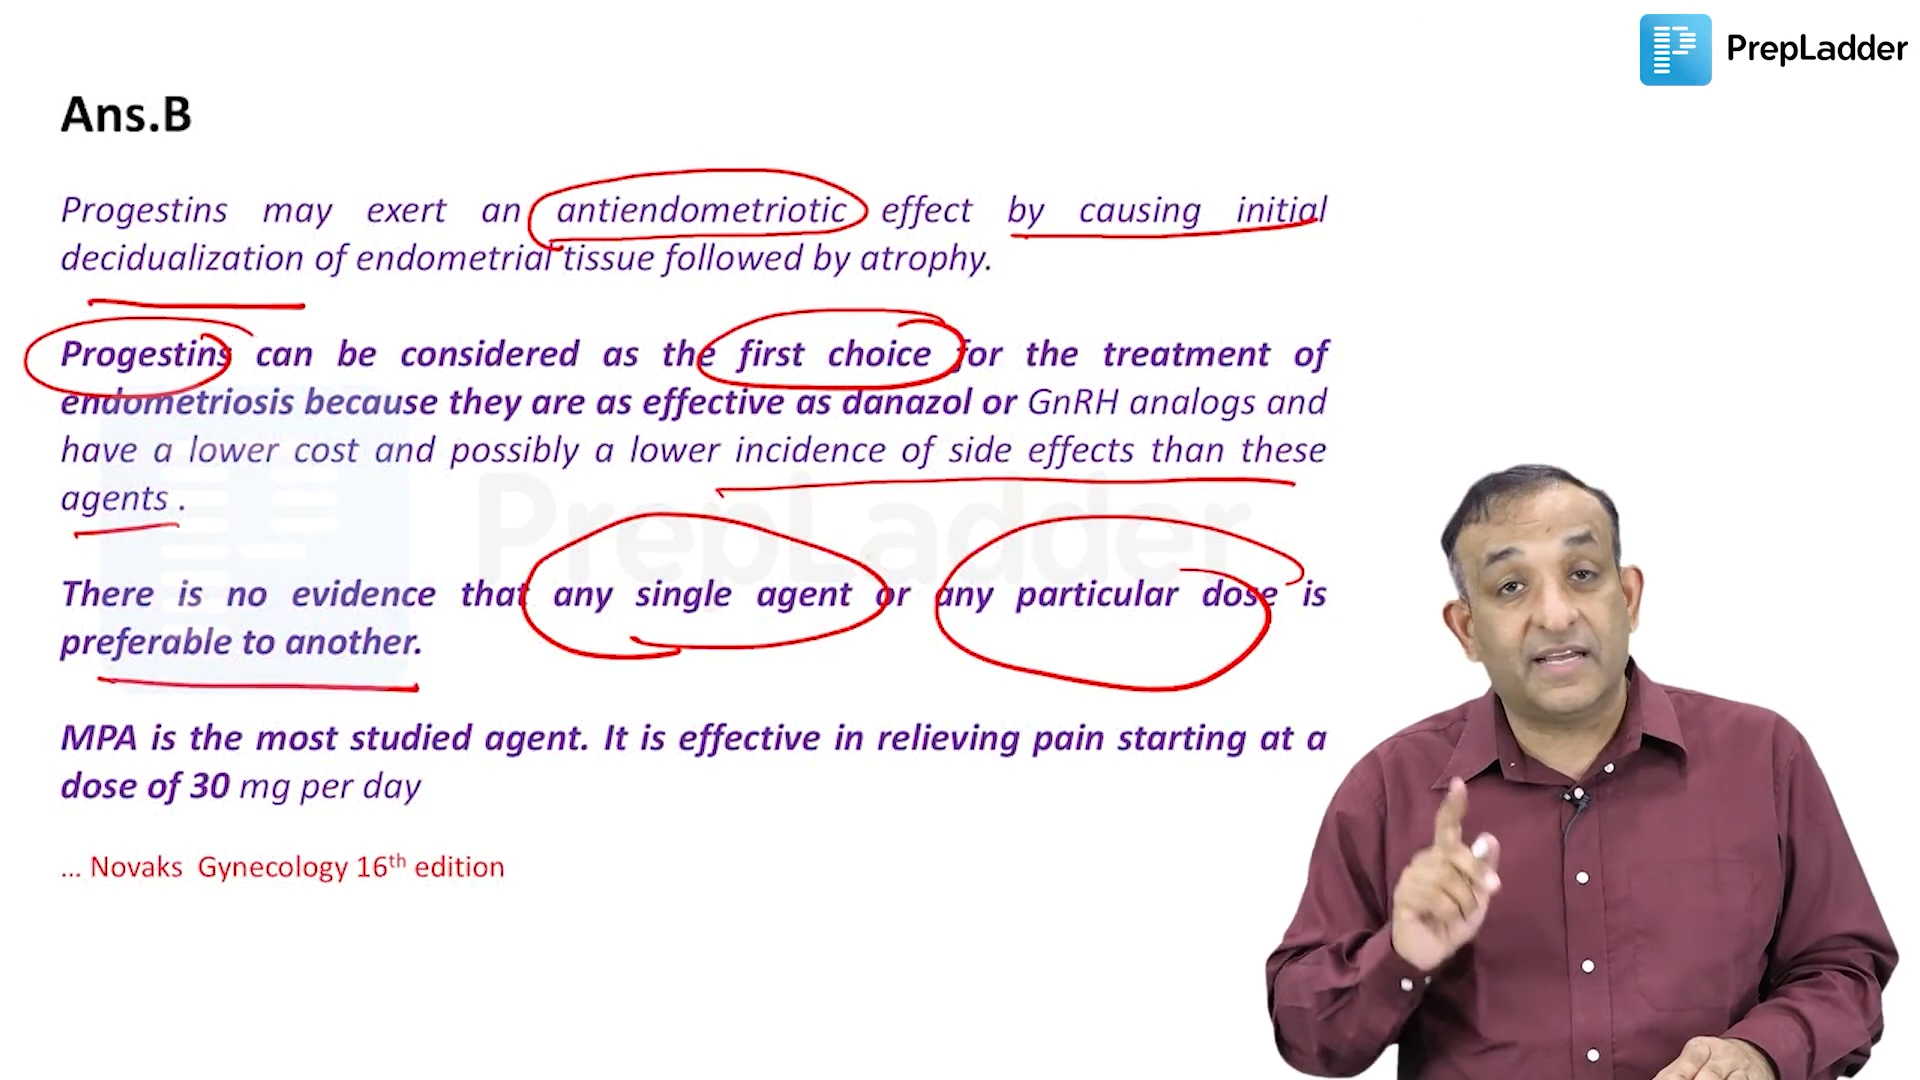 PrepLadder
Ans.B
Progestins may exert an antiendometriotic effect by causing initial
decidualization of endometrial tissue followed by atrophy.
Progestins can be considered as the first choice for the treatment of
endometriosis because they are as effective as danazol or GnRH analogs and
have a lower cost and possibly a lower incidence of side effects than these
agents .
PrepLadder
There is no evidence that any single agent or any particular dose is
preferable to another.
MPA is the most studied agent. It is effective in relieving pain starting at a
dose of 30 mg per day
... Novaks Gynecology 16th edition